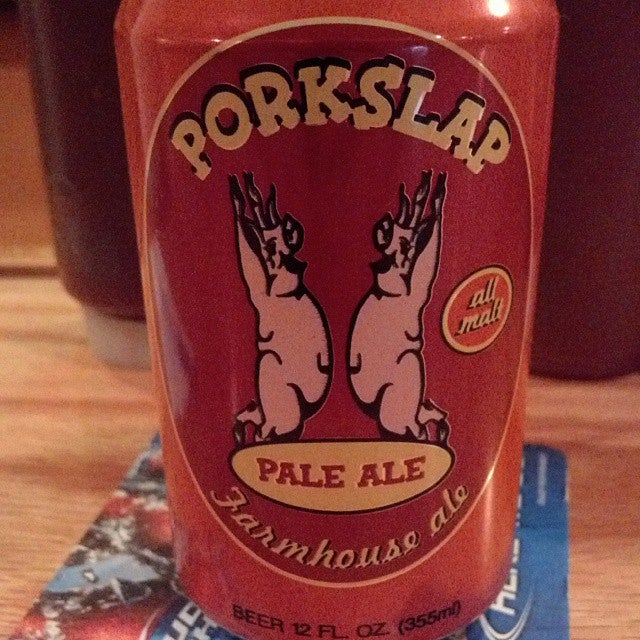 PORKSLAP
all
malt
PALE ALE
Farmhouse ale
BEER 12 FL. OZ. (355ml)